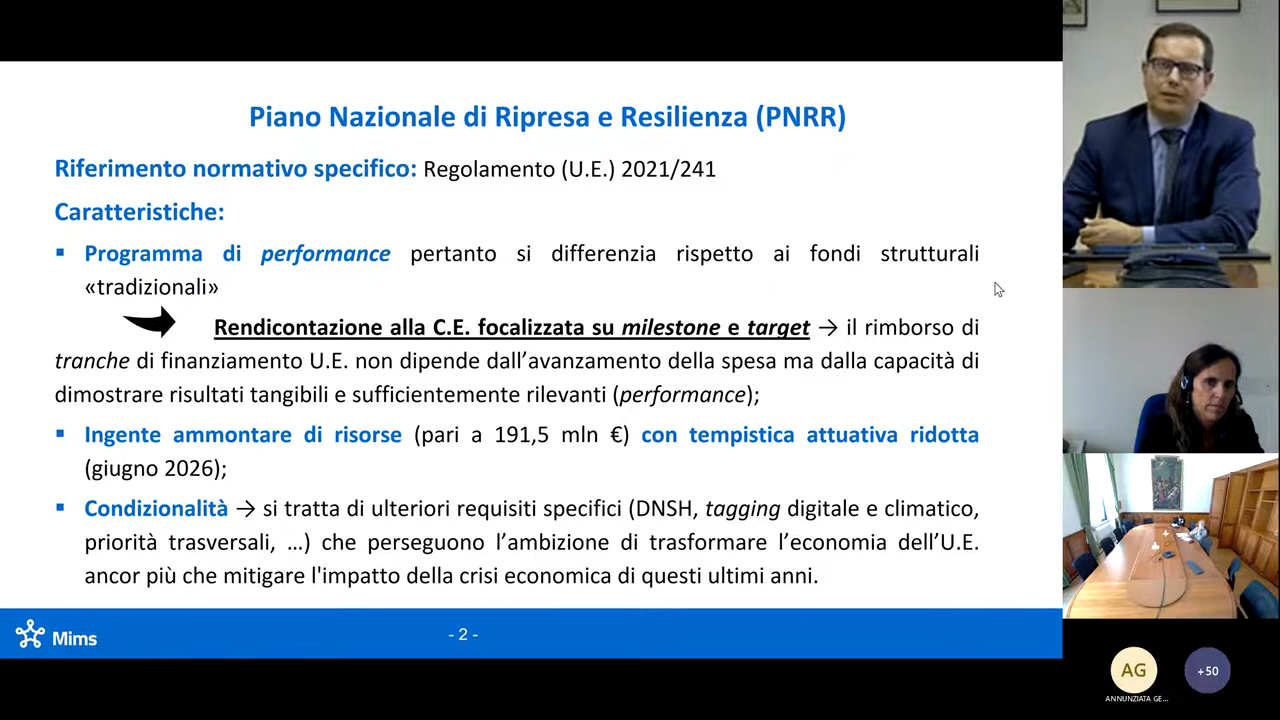 Piano Nazionale di Ripresa e Resilienza (PNRR)
Riferimento normativo specifico: Regolamento (U.E.) 2021/241
Caratteristiche:
▪ Programma di performance pertanto si differenzia rispetto ai fondi strutturali
«tradizionali»
Rendicontazione alla C.E. focalizzata su milestone e target → il rimborso di
tranche di finanziamento U.E. non dipende dall’avanzamento della spesa ma dalla capacità di
dimostrare risultati tangibili e sufficientemente rilevanti (performance);
▪ Ingente ammontare di risorse (pari a 191,5 mln €) con tempistica attuativa ridotta
(giugno 2026);
▪ Condizionalità → si tratta di ulteriori requisiti specifici (DNSH, tagging digitale e climatico,
priorità trasversali, …) che perseguono l’ambizione di trasformare l’economia dell’U.E.
ancor più che mitigare l'impatto della crisi economica di questi ultimi anni.
Mims
- 2 -
AG
+50
ANNUNZIATA GE...